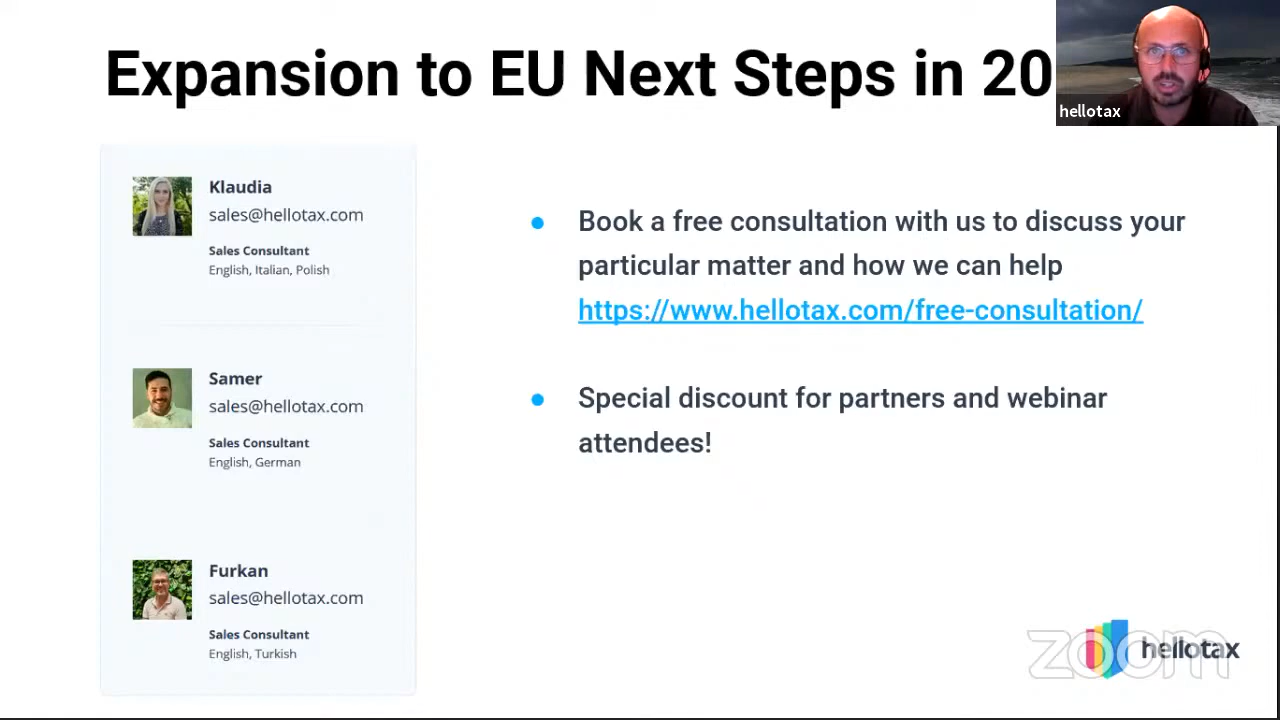 Expansion to EU Next Steps in 20
hellotax
Klaudia
sales@hellotax.com
Sales Consultant
English, Italian, Polish
Samer
sales@hellotax.com
Sales Consultant
English, German
Furkan
sales@hellotax.com
Sales Consultant
English, Turkish
● Book a free consultation with us to discuss your
particular matter and how we can help
https://www.hellotax.com/free-consultation/
● Special discount for partners and webinar
attendees!
zoom
hellotax